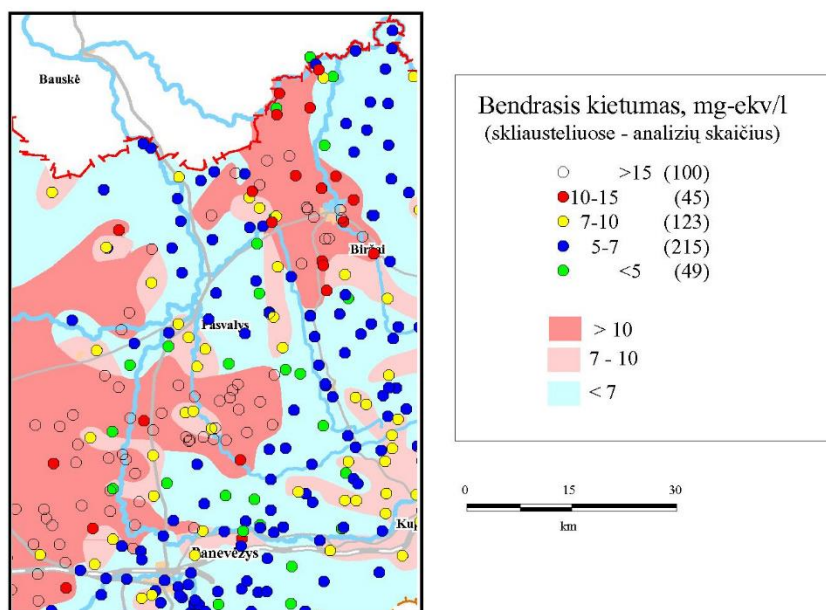 Bauskė
Biržai
Pasvalys
Kup
Panevėžys
Bendrasis kietumas, mg-ekv/l
(skliausteliuose - analizių skaičius)
>15 (100)
10-15 (45)
7-10 (123)
5-7 (215)
<5 (49)
> 10
7 - 10
< 7
0 15 30
km